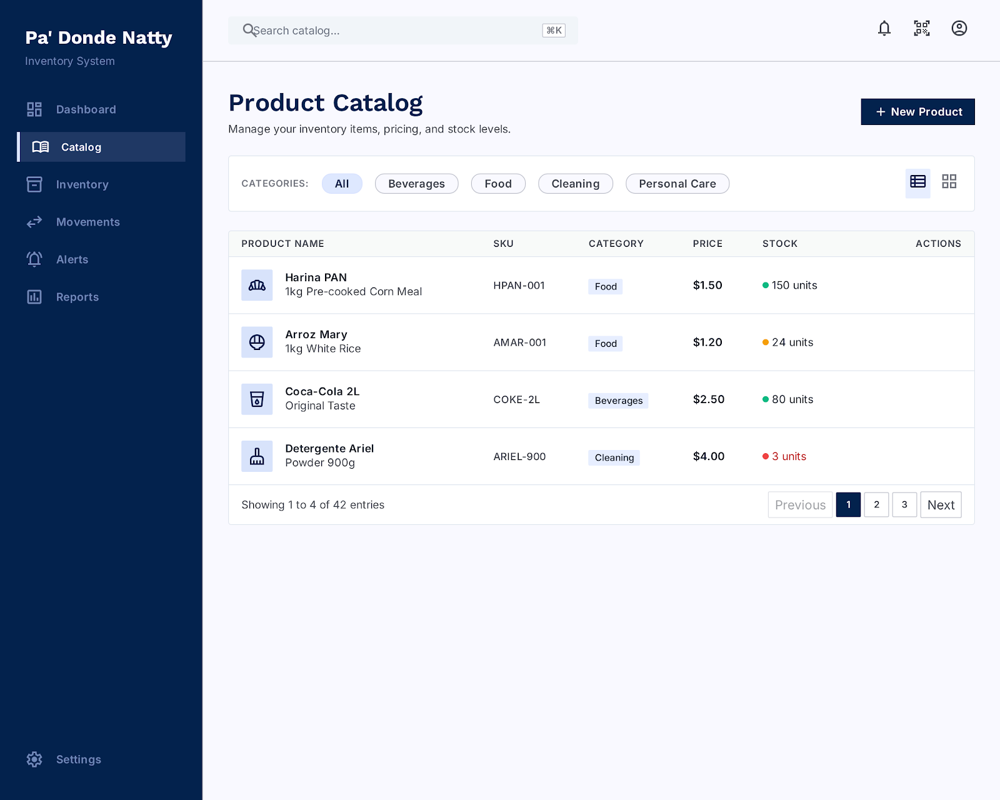 Pa' Donde Natty
Inventory System
Dashboard
Catalog
Inventory
Movements
Alerts
Reports
Settings
Search catalog... ⌘K
Product Catalog
Manage your inventory items, pricing, and stock levels.
+ New Product
CATEGORIES: All Beverages Food Cleaning Personal Care
PRODUCT NAME SKU CATEGORY PRICE STOCK ACTIONS
Harina PAN
1kg Pre-cooked Corn Meal
HPAN-001 Food $1.50 150 units
Arroz Mary
1kg White Rice
AMAR-001 Food $1.20 24 units
Coca-Cola 2L
Original Taste
COKE-2L Beverages $2.50 80 units
Detergente Ariel
Powder 900g
ARIEL-900 Cleaning $4.00 3 units
Showing 1 to 4 of 42 entries
Previous 1 2 3 Next